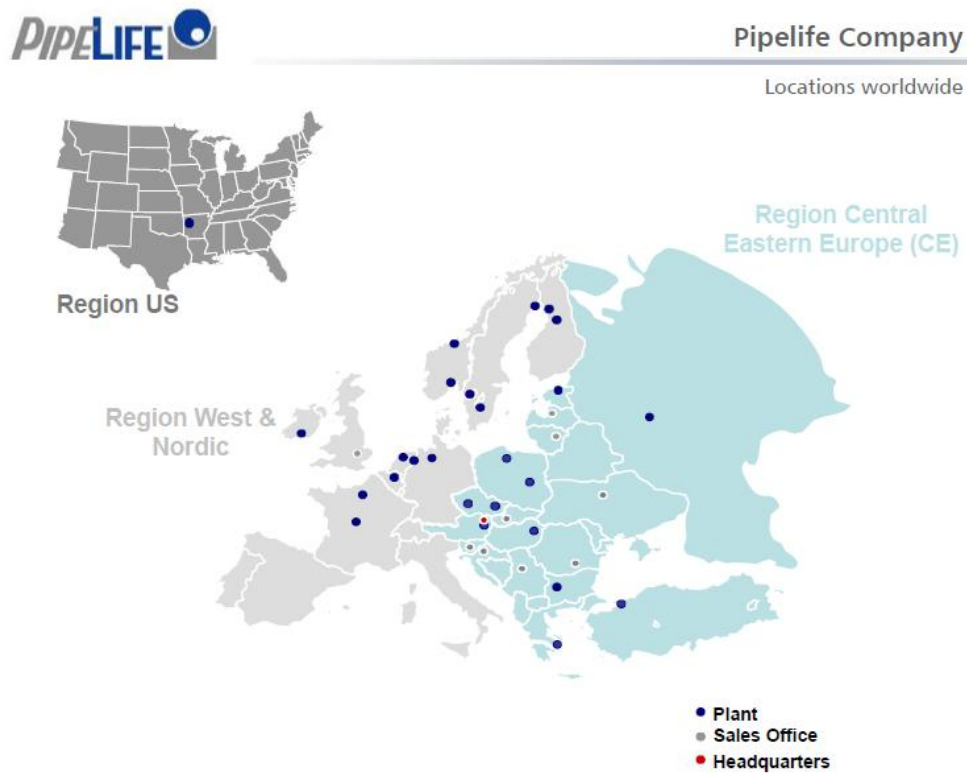 PIPELIFE
Pipelife Company
Locations worldwide
Region Central
Eastern Europe (CE)
Region US
Region West &
Nordic
Plant
Sales Office
Headquarters